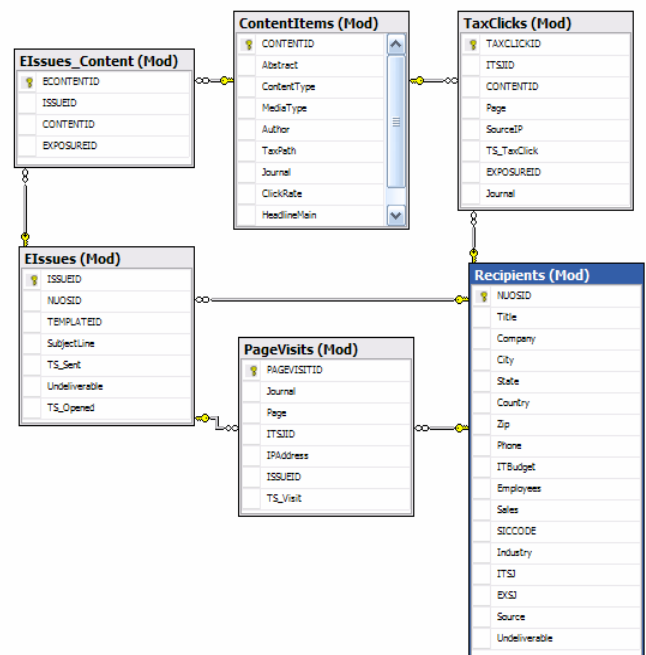 ContentItems (Mod)
CONTENTID
Abstract
ContentType
MediaType
Author
TaxPath
Journal
ClickRate
HeadlineMain
TaxClicks (Mod)
TAXCLICKID
ITSJID
CONTENTID
Page
SourceIP
TS_TaxClick
EXPOSUREID
Journal
EIssues_Content (Mod)
ECONTENTID
ISSUEID
CONTENTID
EXPOSUREID
EIssues (Mod)
ISSUEID
NUOSID
TEMPLATEID
SubjectLine
TS_Sent
Undeliverable
TS_Opened
PageVisits (Mod)
PAGEVISITID
Journal
Page
ITSJID
IPAddress
ISSUEID
TS_Visit
Recipients (Mod)
NUOSID
Title
Company
City
State
Country
Zip
Phone
ITBudget
Employees
Sales
SICCODE
Industry
ITSJ
EXSJ
Source
Undeliverable